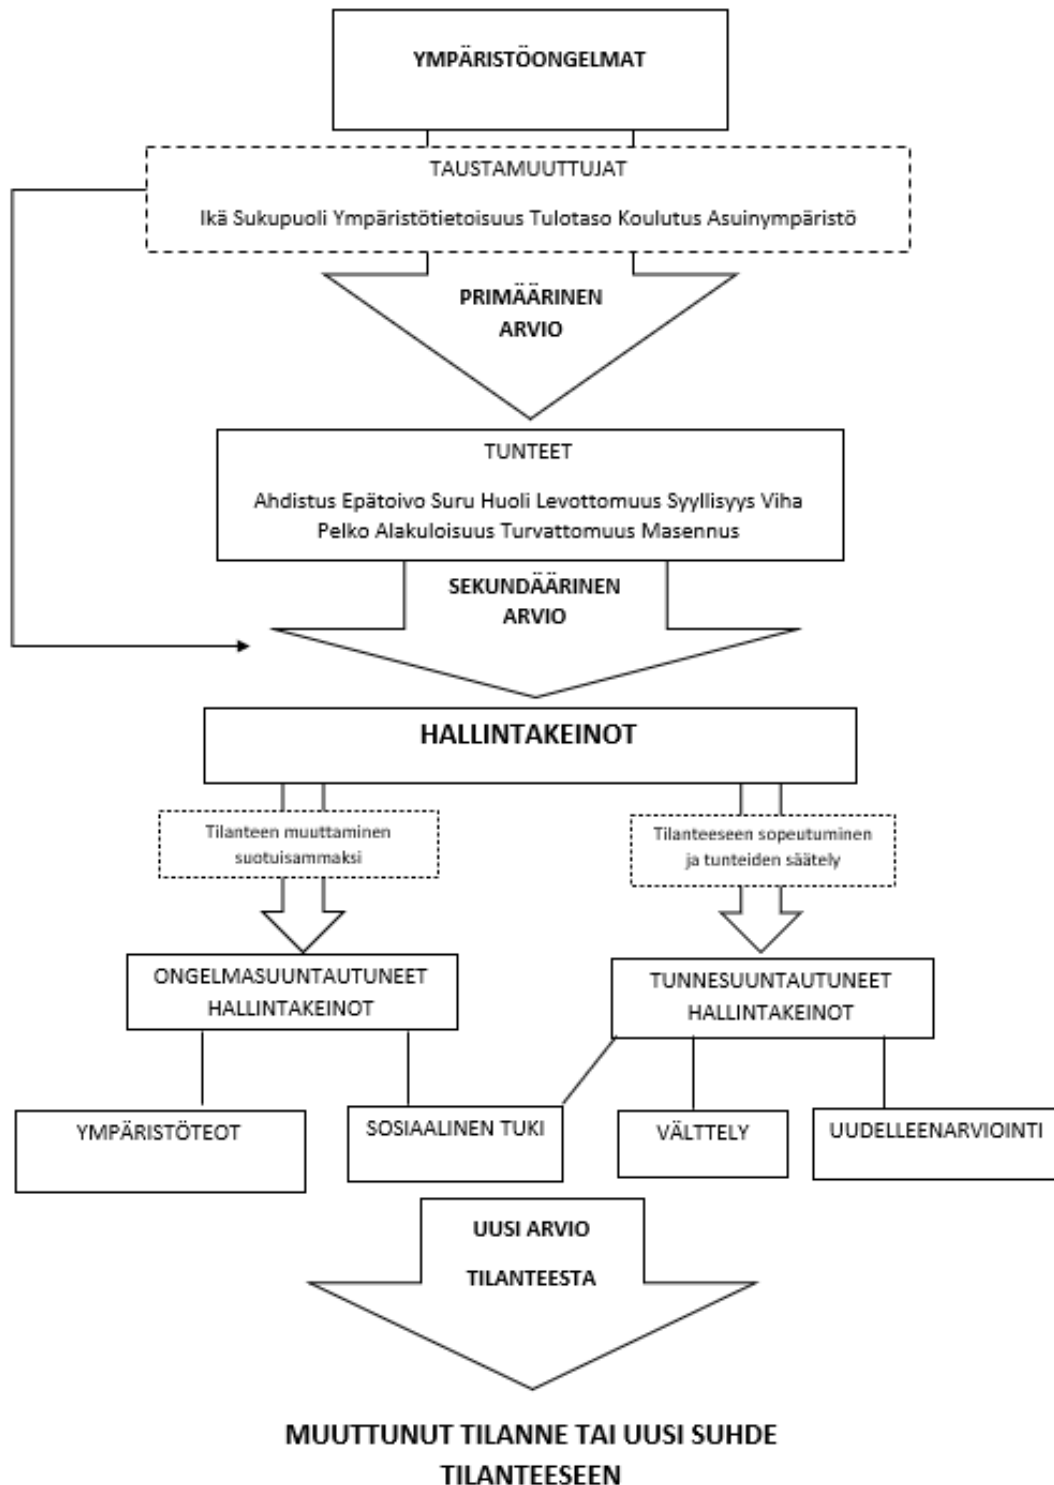 YMPÄRISTÖONGELMAT
TAUSTAMUUTTUJAT
Ikä Sukupuoli Ympäristötietoisuus Tulotaso Koulutus Asuinympäristö
PRIMÄÄRINEN
ARVIO
TUNTEET
Ahdistus Epätoivo Suru Huoli Levottomuus Syyllisyys Viha
Pelko Alakuloisuus Turvattomuus Masennus
SEKUNDÄÄRINEN
ARVIO
HALLINTAKEINOT
Tilanteen muuttaminen
suotuisammaksi
Tilanteeseen sopeutuminen
ja tunteiden säätely
ONGELMASUUNTAUTUNEET
HALLINTAKEINOT
TUNNESUUNTAUTUNEET
HALLINTAKEINOT
YMPÄRISTÖTEOT
SOSIAALINEN TUKI
VÄLTTELY
UUDELLEENARVIOINTI
UUSI ARVIO
TILANTEESTA
MUUTTUNUT TILANNE TAI UUSI SUHDE
TILANTEESEEN